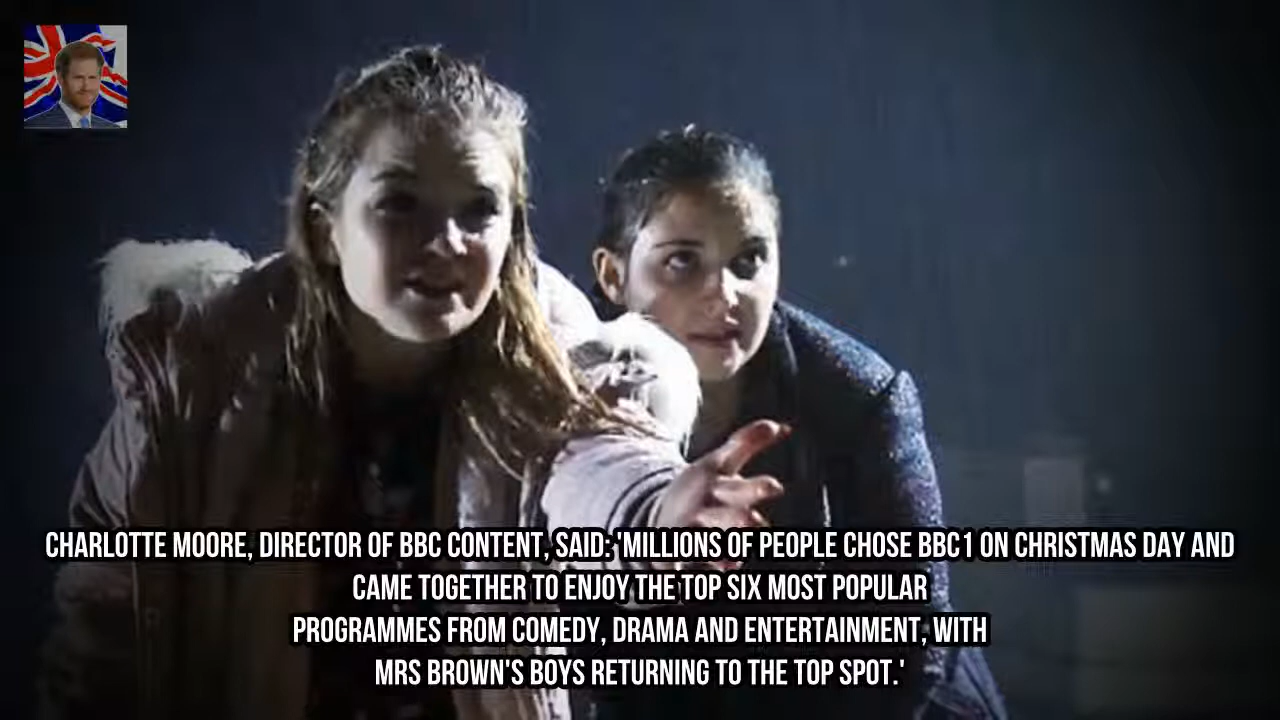 CHARLOTTE MOORE, DIRECTOR OF BBC CONTENT, SAID: 'MILLIONS OF PEOPLE CHOSE BBC1 ON CHRISTMAS DAY AND
CAME TOGETHER TO ENJOY THE TOP SIX MOST POPULAR
PROGRAMMES FROM COMEDY, DRAMA AND ENTERTAINMENT, WITH
MRS BROWN'S BOYS RETURNING TO THE TOP SPOT.'